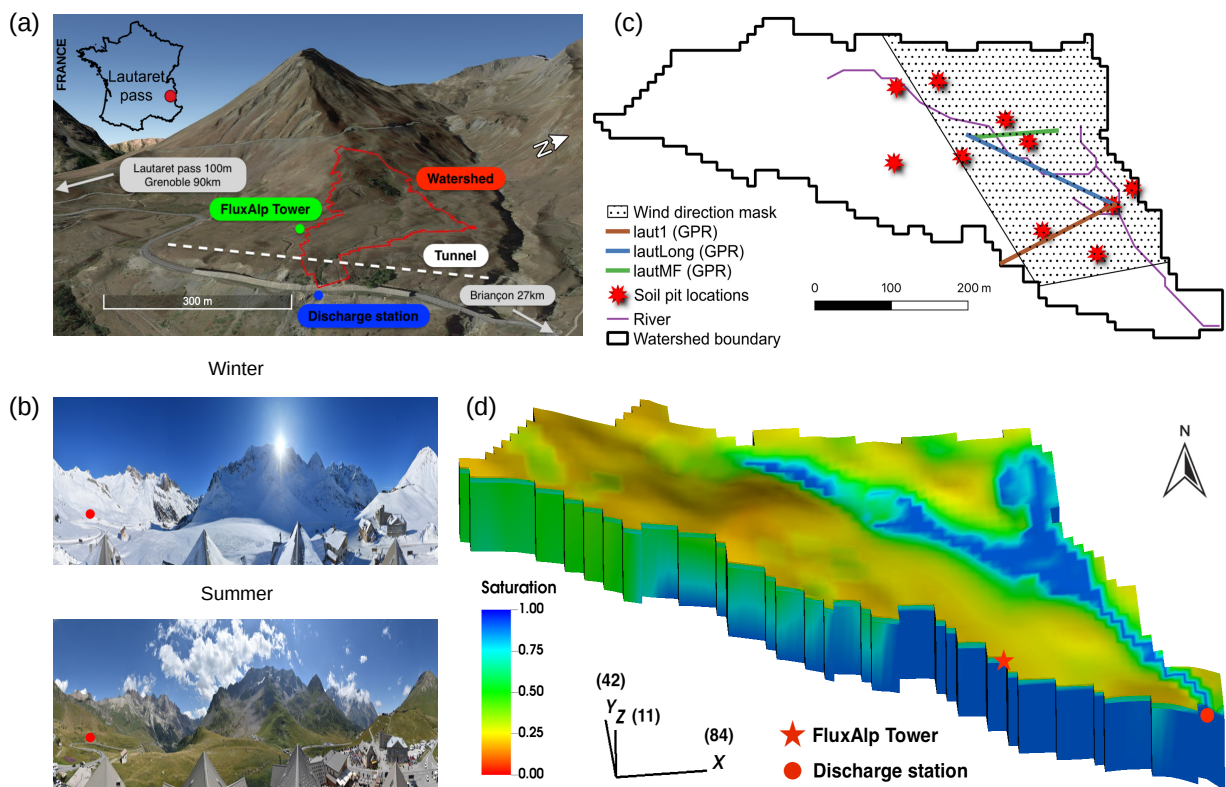 (a)
FRANCE
Lautaret
pass
N
Lautaret pass 100m
Grenoble 90km
Watershed
FluxAlp Tower
Tunnel
300 m
Briançon 27km
Discharge station
(c)
Wind direction mask
laut1 (GPR)
lautLong (GPR)
lautMF (GPR)
Soil pit locations
River
Watershed boundary
0
100
200 m
Winter
(b)
Summer
(d)
N
Saturation
1.00
0.75
0.50
0.25
0.00
(42)
Y
Z
(11)
(84)
X
FluxAlp Tower
Discharge station